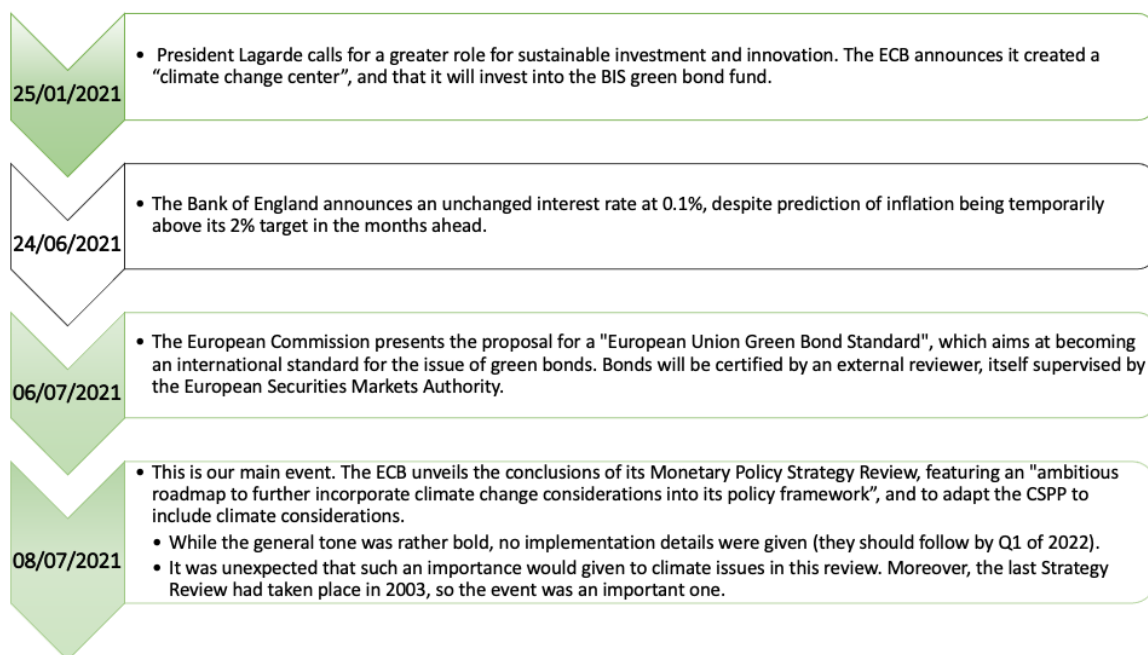 25/01/2021
• President Lagarde calls for a greater role for sustainable investment and innovation. The ECB announces it created a
“climate change center”, and that it will invest into the BIS green bond fund.
24/06/2021
• The Bank of England announces an unchanged interest rate at 0.1%, despite prediction of inflation being temporarily
above its 2% target in the months ahead.
06/07/2021
• The European Commission presents the proposal for a "European Union Green Bond Standard", which aims at becoming
an international standard for the issue of green bonds. Bonds will be certified by an external reviewer, itself supervised by
the European Securities Markets Authority.
08/07/2021
• This is our main event. The ECB unveils the conclusions of its Monetary Policy Strategy Review, featuring an "ambitious
roadmap to further incorporate climate change considerations into its policy framework”, and to adapt the CSPP to
include climate considerations.
• While the general tone was rather bold, no implementation details were given (they should follow by Q1 of 2022).
• It was unexpected that such an importance would given to climate issues in this review. Moreover, the last Strategy
Review had taken place in 2003, so the event was an important one.